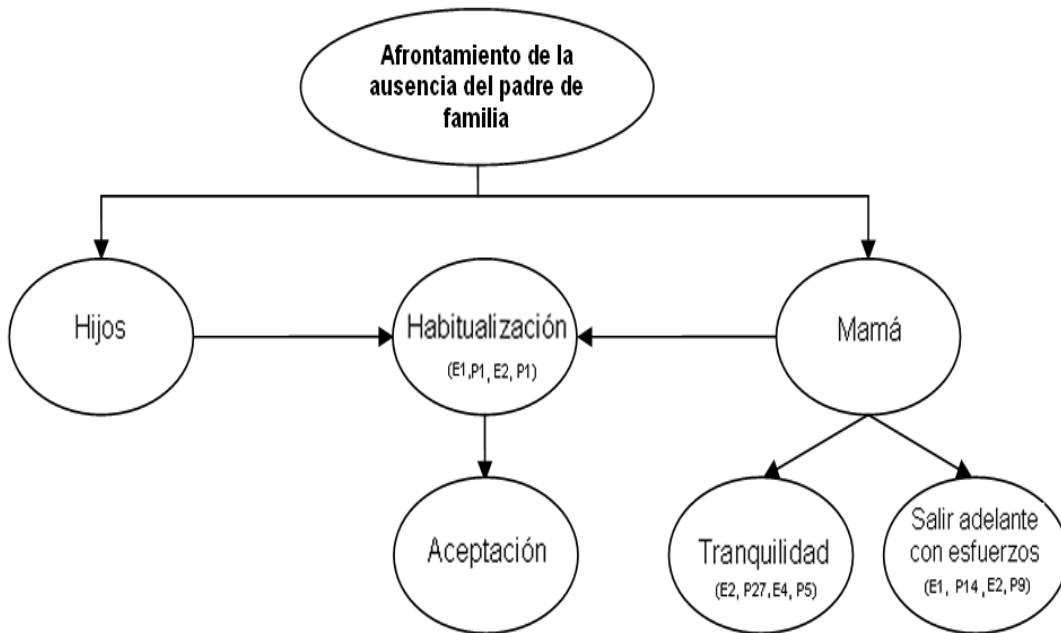 Afrontamiento de la
ausencia del padre de
familia
Hijos
Habitualización
(E1,P1, E2, P1)
Mamá
Aceptación
Tranquilidad
(E2, P27,E4, P5)
Salir adelante
con esfuerzos
(E1, P14, E2, P9)